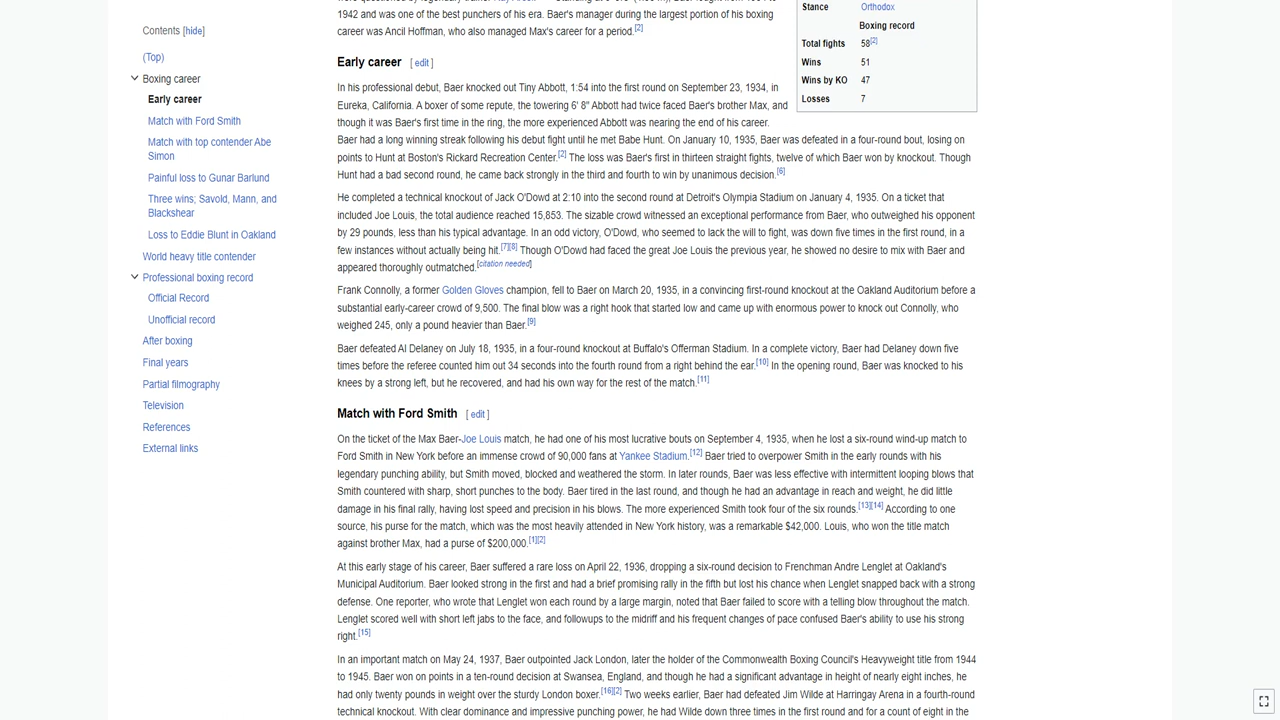 1942 and was one of the best punchers of his era. Baer's manager during the largest portion of his boxing
career was Ancil Hoffman, who also managed Max's career for a period.[2]
Contents [hide]
(Top)
Boxing career
Early career
Match with Ford Smith
Match with top contender Abe
Simon
Painful loss to Gunar Barlund
Three wins; Savold, Mann, and
Blackshear
Loss to Eddie Blunt in Oakland
World heavy title contender
Professional boxing record
Official Record
Unofficial record
After boxing
Final years
Partial filmography
Television
References
External links
Stance Orthodox
Boxing record
Total fights 58[2]
Wins 51
Wins by KO 47
Losses 7
Early career [ edit ]
In his professional debut, Baer knocked out Tiny Abbott, 1:54 into the first round on September 23, 1934, in
Eureka, California. A boxer of some repute, the towering 6' 8" Abbott had twice faced Baer's brother Max, and
though it was Baer's first time in the ring, the more experienced Abbott was nearing the end of his career.
Baer had a long winning streak following his debut fight until he met Babe Hunt. On January 10, 1935, Baer was defeated in a four-round bout, losing on
points to Hunt at Boston's Rickard Recreation Center.[2] The loss was Baer's first in thirteen straight fights, twelve of which Baer won by knockout. Though
Hunt had a bad second round, he came back strongly in the third and fourth to win by unanimous decision.[6]
He completed a technical knockout of Jack O'Dowd at 2:10 into the second round at Detroit's Olympia Stadium on January 4, 1935. On a ticket that
included Joe Louis, the total audience reached 15,853. The sizable crowd witnessed an exceptional performance from Baer, who outweighed his opponent
by 29 pounds, less than his typical advantage. In an odd victory, O'Dowd, who seemed to lack the will to fight, was down five times in the first round, in a
few instances without actually being hit.[7][8] Though O'Dowd had faced the great Joe Louis the previous year, he showed no desire to mix with Baer and
appeared thoroughly outmatched.[citation needed]
Frank Connolly, a former Golden Gloves champion, fell to Baer on March 20, 1935, in a convincing first-round knockout at the Oakland Auditorium before a
substantial early-career crowd of 9,500. The final blow was a right hook that started low and came up with enormous power to knock out Connolly, who
weighed 245, only a pound heavier than Baer.[9]
Baer defeated Al Delaney on July 18, 1935, in a four-round knockout at Buffalo's Offerman Stadium. In a complete victory, Baer had Delaney down five
times before the referee counted him out 34 seconds into the fourth round from a right behind the ear.[10] In the opening round, Baer was knocked to his
knees by a strong left, but he recovered, and had his own way for the rest of the match.[11]
Match with Ford Smith [ edit ]
On the ticket of the Max Baer-Joe Louis match, he had one of his most lucrative bouts on September 4, 1935, when he lost a six-round wind-up match to
Ford Smith in New York before an immense crowd of 90,000 fans at Yankee Stadium.[12] Baer tried to overpower Smith in the early rounds with his
legendary punching ability, but Smith moved, blocked and weathered the storm. In later rounds, Baer was less effective with intermittent looping blows that
Smith countered with sharp, short punches to the body. Baer tired in the last round, and though he had an advantage in reach and weight, he did little
damage in his final rally, having lost speed and precision in his blows. The more experienced Smith took four of the six rounds.[13][14] According to one
source, his purse for the match, which was the most heavily attended in New York history, was a remarkable $42,000. Louis, who won the title match
against brother Max, had a purse of $200,000.[1][2]
At this early stage of his career, Baer suffered a rare loss on April 22, 1936, dropping a six-round decision to Frenchman Andre Lenglet at Oakland's
Municipal Auditorium. Baer looked strong in the first and had a brief promising rally in the fifth but lost his chance when Lenglet snapped back with a strong
defense. One reporter, who wrote that Lenglet won each round by a large margin, noted that Baer failed to score with a telling blow throughout the match.
Lenglet scored well with short left jabs to the face, and followups to the midriff and his frequent changes of pace confused Baer's ability to use his strong
right.[15]
In an important match on May 24, 1937, Baer outpointed Jack London, later the holder of the Commonwealth Boxing Council's Heavyweight title from 1944
to 1945. Baer won on points in a ten-round decision at Swansea, England, and though he had a significant advantage in height of nearly eight inches, he
had only twenty pounds in weight over the sturdy London boxer.[16][2] Two weeks earlier, Baer had defeated Jim Wilde at Harringay Arena in a fourth-round
technical knockout. With clear dominance and impressive punching power, he had Wilde down three times in the first round and for a count of eight in the